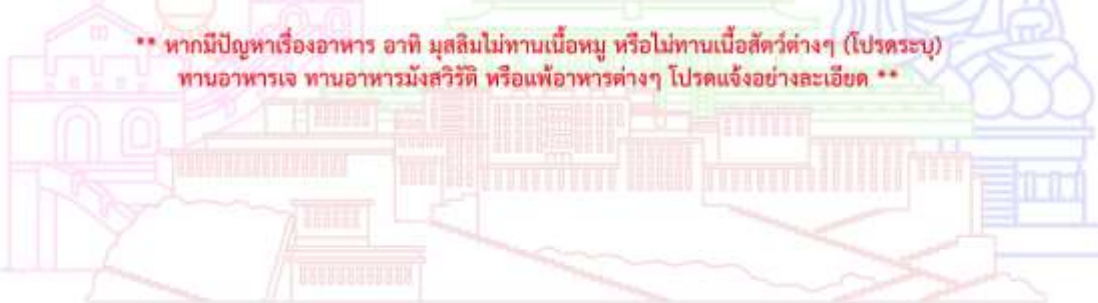 ** หากมีปัญหาเรื่องอาหาร อาทิ มุสลิมไม่ทานเนื้อหมู หรือไม่ทานเนื้อสัตว์ต่างๆ (โปรดระบุ)
ทานอาหารเจ ทานอาหารมังสวิรัติ หรือแพ้อาหารต่างๆ โปรดแจ้งอย่างละเอียด **